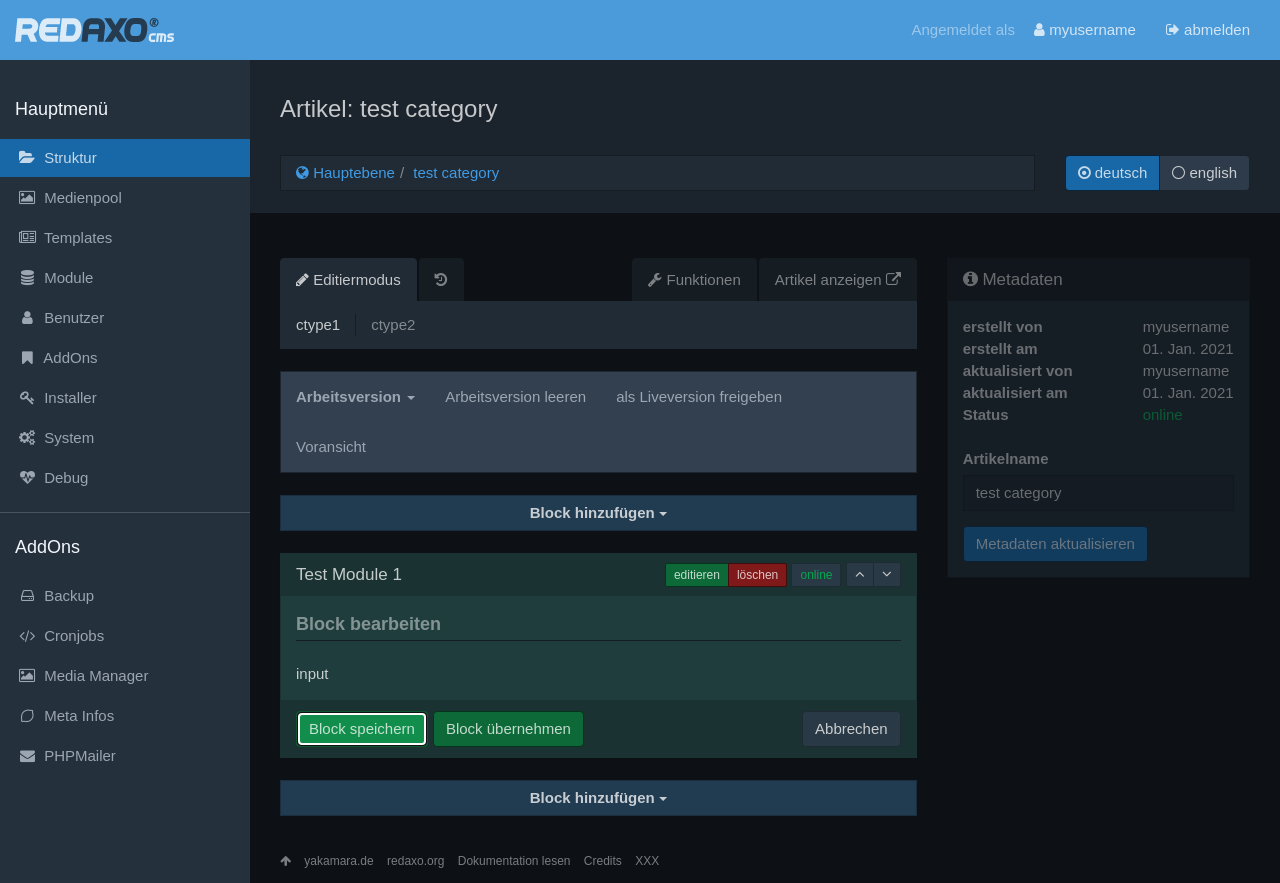 REDAXO® cms
Angemeldet als myusername abmelden
Hauptmenü
Struktur
Medienpool
Templates
Module
Benutzer
AddOns
Installer
System
Debug
AddOns
Backup
Cronjobs
Media Manager
Meta Infos
PHPMailer
Artikel: test category
Hauptebene / test category
deutsch english
Editiermodus Funktionen Artikel anzeigen
ctype1 ctype2
Arbeitsversion Arbeitsversion leeren als Liveversion freigeben
Voransicht
Block hinzufügen
Test Module 1 editieren löschen online
Block bearbeiten
input
Block speichern Block übernehmen Abbrechen
Block hinzufügen
Metadaten
erstellt von myusername
erstellt am 01. Jan. 2021
aktualisiert von myusername
aktualisiert am 01. Jan. 2021
Status online
Artikelname
test category
Metadaten aktualisieren
yakamara.de redaxo.org Dokumentation lesen Credits XXX